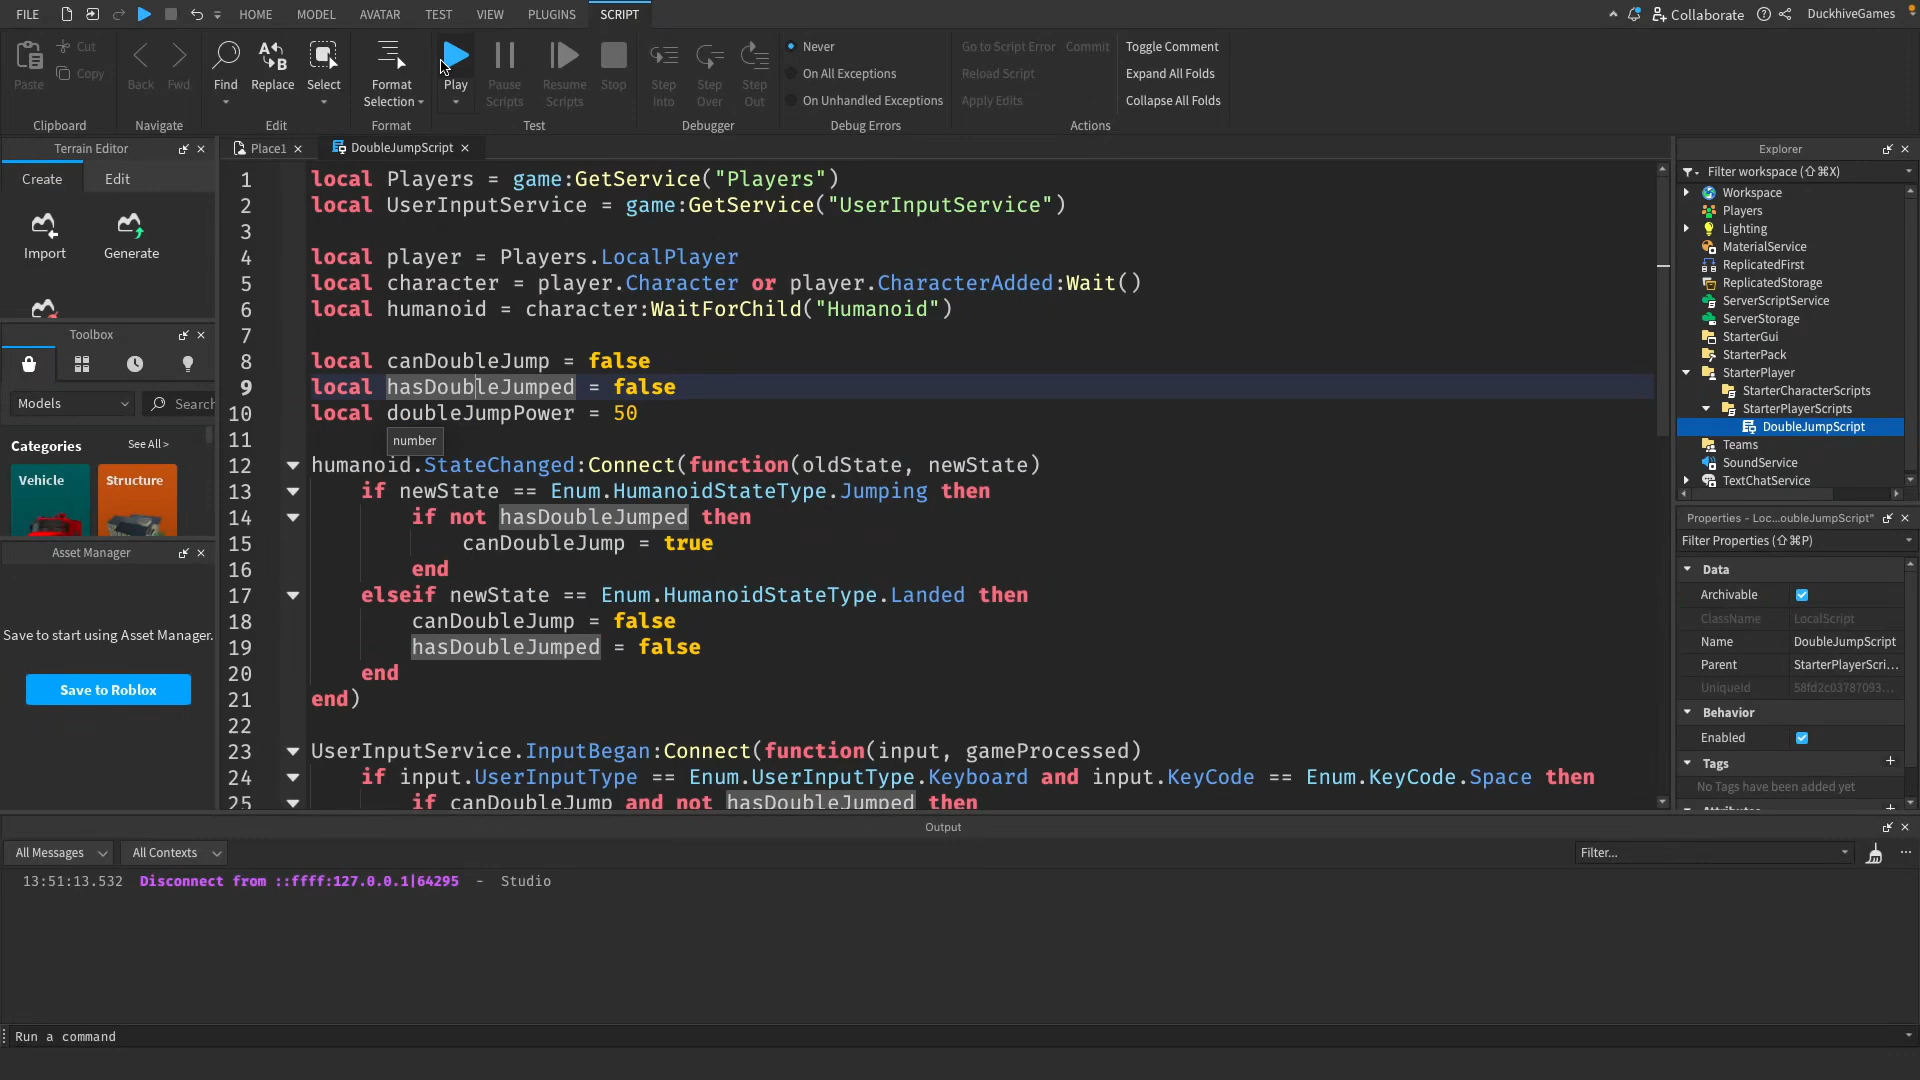 FILE
HOME
MODEL
AVATAR
TEST
VIEW
PLUGINS
SCRIPT
Collaborate
DuckhiveGames
Paste
Cut
Copy
Clipboard
Back
Fwd
Navigate
Find
Replace
Select
Edit
Format
Selection
Format
Play
Pause
Scripts
Resume
Scripts
Stop
Test
Step
Into
Step
Over
Step
Out
Debugger
Never
On All Exceptions
On Unhandled Exceptions
Debug Errors
Go to Script Error
Commit
Reload Script
Apply Edits
Toggle Comment
Expand All Folds
Collapse All Folds
Actions
Terrain Editor
Create
Edit
Import
Generate
Toolbox
Models
Search
Categories
See All >
Vehicle
Structure
Asset Manager
Save to start using Asset Manager.
Save to Roblox
Place1
DoubleJumpScript
1 local Players = game:GetService("Players")
2 local UserInputService = game:GetService("UserInputService")
3
4 local player = Players.LocalPlayer
5 local character = player.Character or player.CharacterAdded:Wait()
6 local humanoid = character:WaitForChild("Humanoid")
7
8 local canDoubleJump = false
9 local hasDoubleJumped = false
10 local doubleJumpPower = 50
11 number
12 humanoid.StateChanged:Connect(function(oldState, newState)
13 if newState == Enum.HumanoidStateType.Jumping then
14 if not hasDoubleJumped then
15 canDoubleJump = true
16 end
17 elseif newState == Enum.HumanoidStateType.Landed then
18 canDoubleJump = false
19 hasDoubleJumped = false
20 end
21 end)
22
23 UserInputService.InputBegan:Connect(function(input, gameProcessed)
24 if input.UserInputType == Enum.UserInputType.Keyboard and input.KeyCode == Enum.KeyCode.Space then
25 if canDoubleJump and not hasDoubleJumped then
Explorer
Filter workspace (⇧⌘X)
Workspace
Players
Lighting
MaterialService
ReplicatedFirst
ReplicatedStorage
ServerScriptService
ServerStorage
StarterGui
StarterPack
StarterPlayer
StarterCharacterScripts
StarterPlayerScripts
DoubleJumpScript
Teams
SoundService
TextChatService
Properties - Loc...oubleJumpScript"
Filter Properties (⇧⌘P)
Data
Archivable
ClassName LocalScript
Name DoubleJumpScript
Parent StarterPlayerScri...
UniqueId 58fd2c03787093...
Behavior
Enabled
Tags
No Tags have been added yet
Attributes
Output
All Messages
All Contexts
Filter...
13:51:13.532 Disconnect from ::ffff:127.0.0.1|64295 - Studio
Run a command